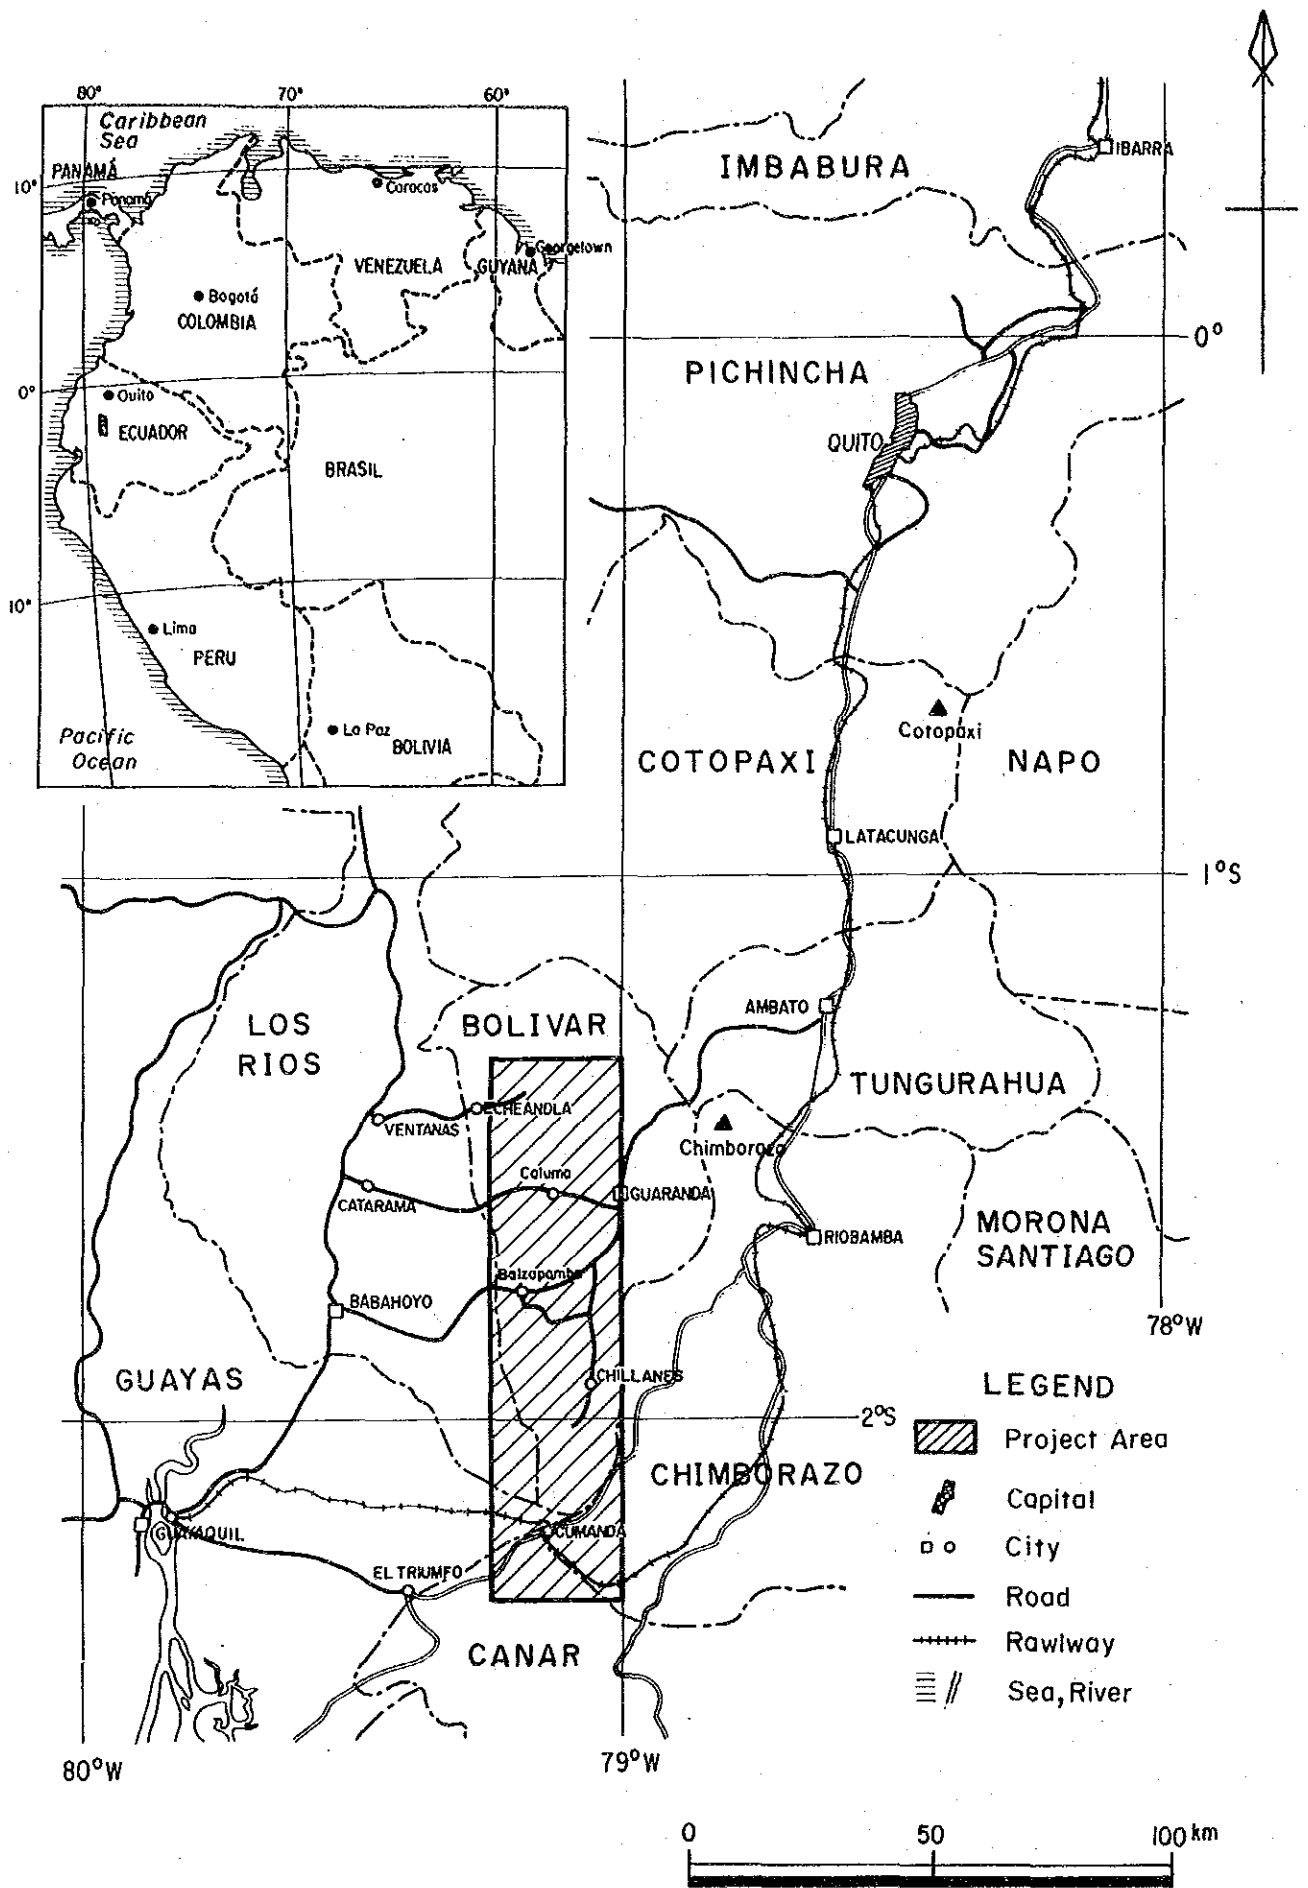 80°
70°
60°
Caribbean
Sea
PANAMÁ
10°
Panamá
Caracas
Georgetown
VENEZUELA
GUYANA
Bogotá
COLOMBIA
0°
Quito
ECUADOR
BRASIL
10°
Lima
PERU
La Paz
BOLIVIA
Pacific
Ocean
IBARRA
IMBABURA
0°
PICHINCHA
QUITO
Cotopaxi
COTOPAXI
NAPO
LATACUNGA
1°S
AMBATO
LOS
RIOS
BOLIVAR
TUNGURAHUA
ECHEANDLA
VENTANAS
Chimborazo
Caluma
GUARANDA
CATARAMA
MORONA
SANTIAGO
RIOBAMBA
Balzapamba
BABAHOYO
78°W
CHILLANES
GUAYAS
2°S
CHIMBORAZO
GUAYAQUIL
CUMANDA
EL TRIUMFO
CANAR
80°W
79°W
LEGEND
Project Area
Capital
City
Road
Rawlway
Sea, River
0
50
100 km